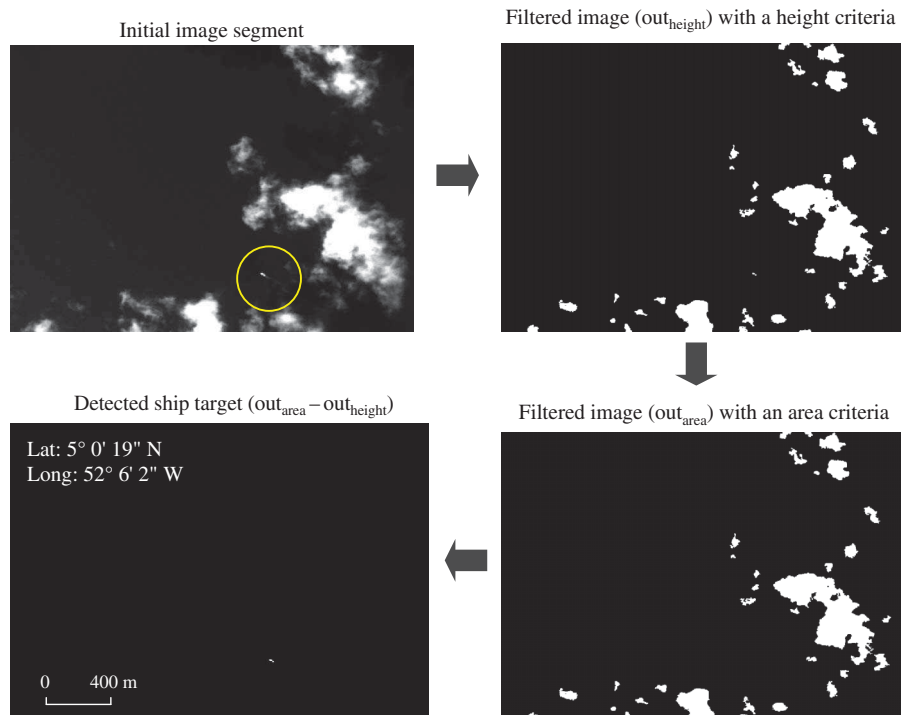 Initial image segment
Filtered image (out_height) with a height criteria
Detected ship target (out_area – out_height)
Filtered image (out_area) with an area criteria
Lat: 5° 0' 19" N
Long: 52° 6' 2" W
0 400 m